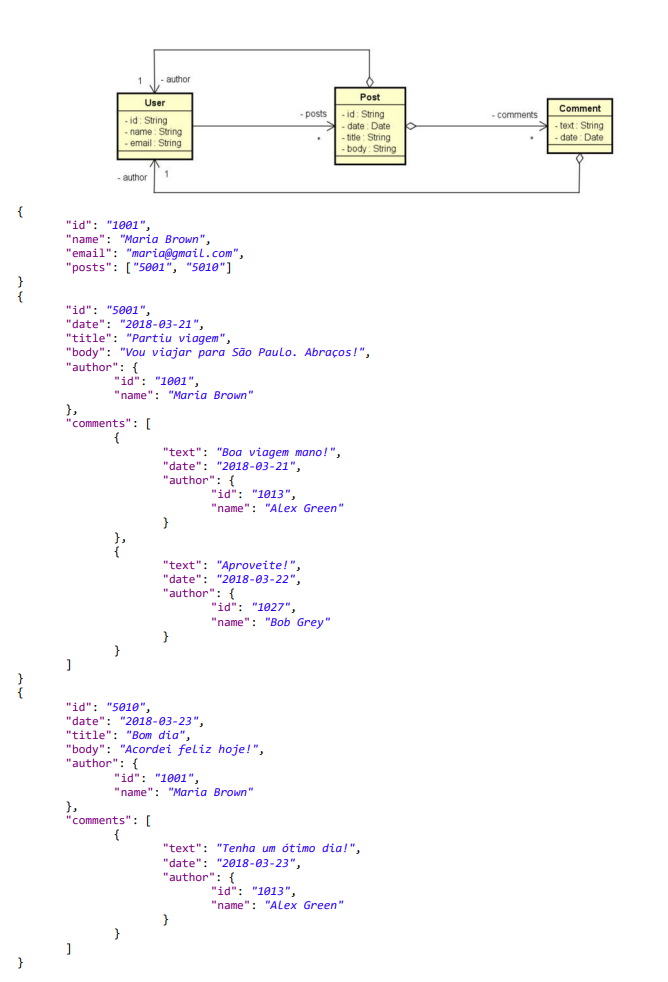 1 - author
User
- id : String
- name : String
- email : String
- posts
*
Post
- id : String
- date : Date
- title : String
- body : String
- comments
*
Comment
- text : String
- date : Date
- author 1
{
"id": "1001",
"name": "Maria Brown",
"email": "maria@gmail.com",
"posts": ["5001", "5010"]
}
{
"id": "5001",
"date": "2018-03-21",
"title": "Partiu viagem",
"body": "Vou viajar para São Paulo. Abraços!",
"author": {
"id": "1001",
"name": "Maria Brown"
},
"comments": [
{
"text": "Boa viagem mano!",
"date": "2018-03-21",
"author": {
"id": "1013",
"name": "Alex Green"
}
},
{
"text": "Aproveite!",
"date": "2018-03-22",
"author": {
"id": "1027",
"name": "Bob Grey"
}
}
]
}
{
"id": "5010",
"date": "2018-03-23",
"title": "Bom dia",
"body": "Acordei feliz hoje!",
"author": {
"id": "1001",
"name": "Maria Brown"
},
"comments": [
{
"text": "Tenha um ótimo dia!",
"date": "2018-03-23",
"author": {
"id": "1013",
"name": "Alex Green"
}
}
]
}